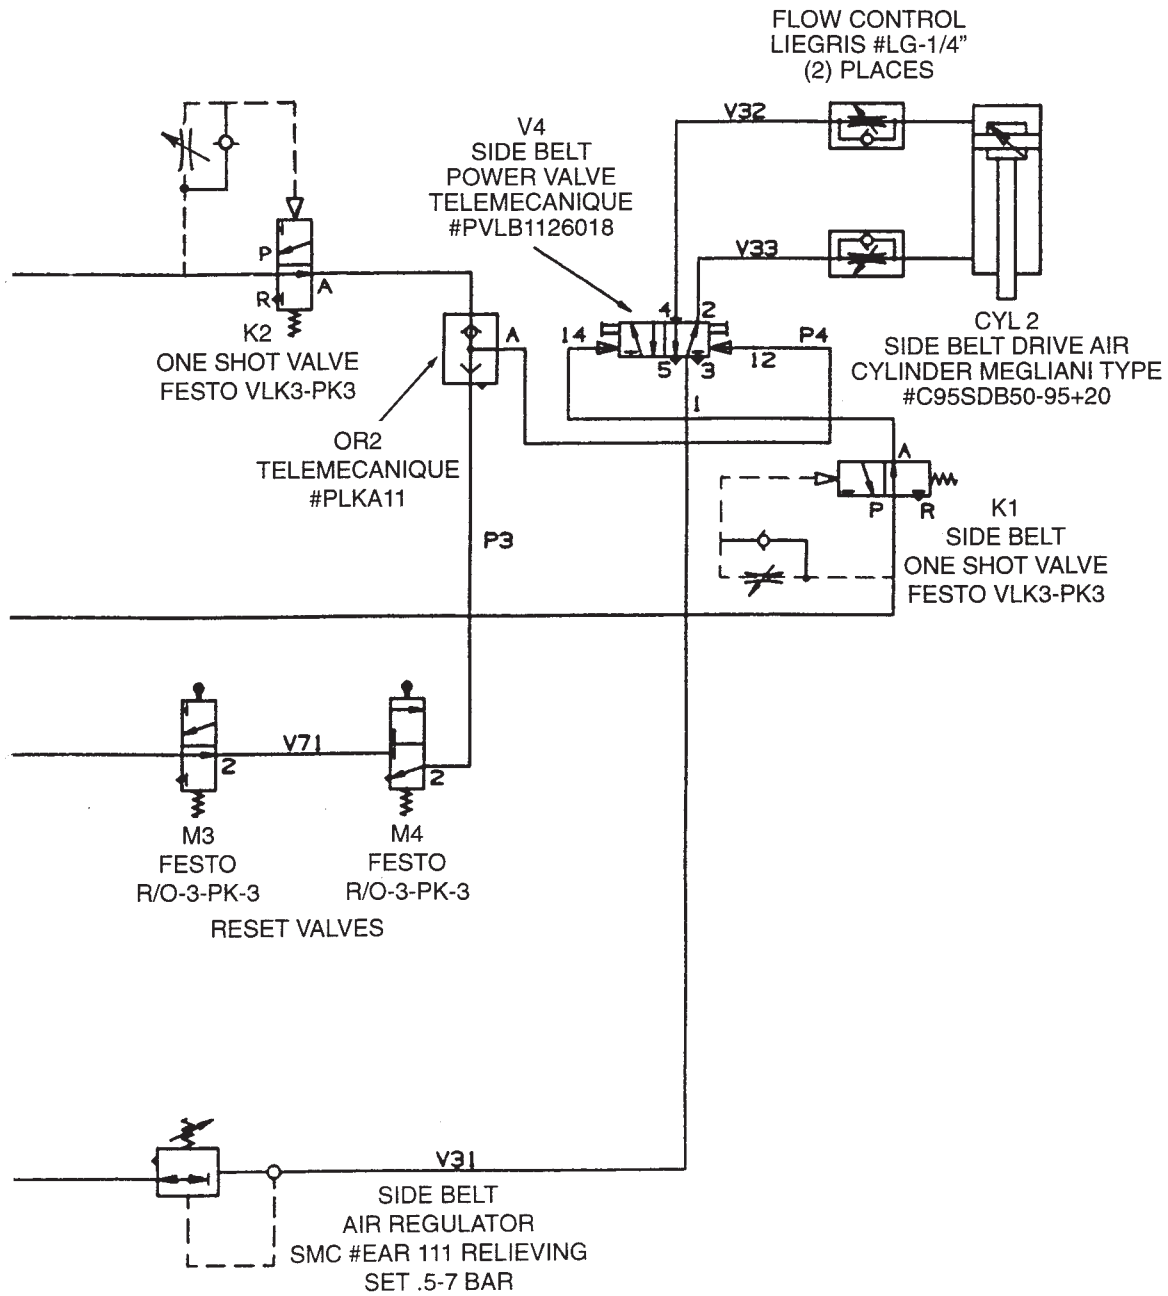 FLOW CONTROL
LIEGRIS #LG-1/4"
(2) PLACES
V32
V4
SIDE BELT
POWER VALVE
TELEMECANIQUE
#PVLB1126018
V33
P
A
R
K2
ONE SHOT VALVE
FESTO VLK3-PK3
4
2
14
A
P4
12
5
3
1
CYL 2
SIDE BELT DRIVE AIR
CYLINDER MEGLIANI TYPE
#C95SDB50-95+20
OR2
TELEMECANIQUE
#PLKA11
A
P
R
K1
SIDE BELT
ONE SHOT VALVE
FESTO VLK3-PK3
P3
V71
2
2
M3
FESTO
R/O-3-PK-3
M4
FESTO
R/O-3-PK-3
RESET VALVES
V31
SIDE BELT
AIR REGULATOR
SMC #EAR 111 RELIEVING
SET .5-7 BAR